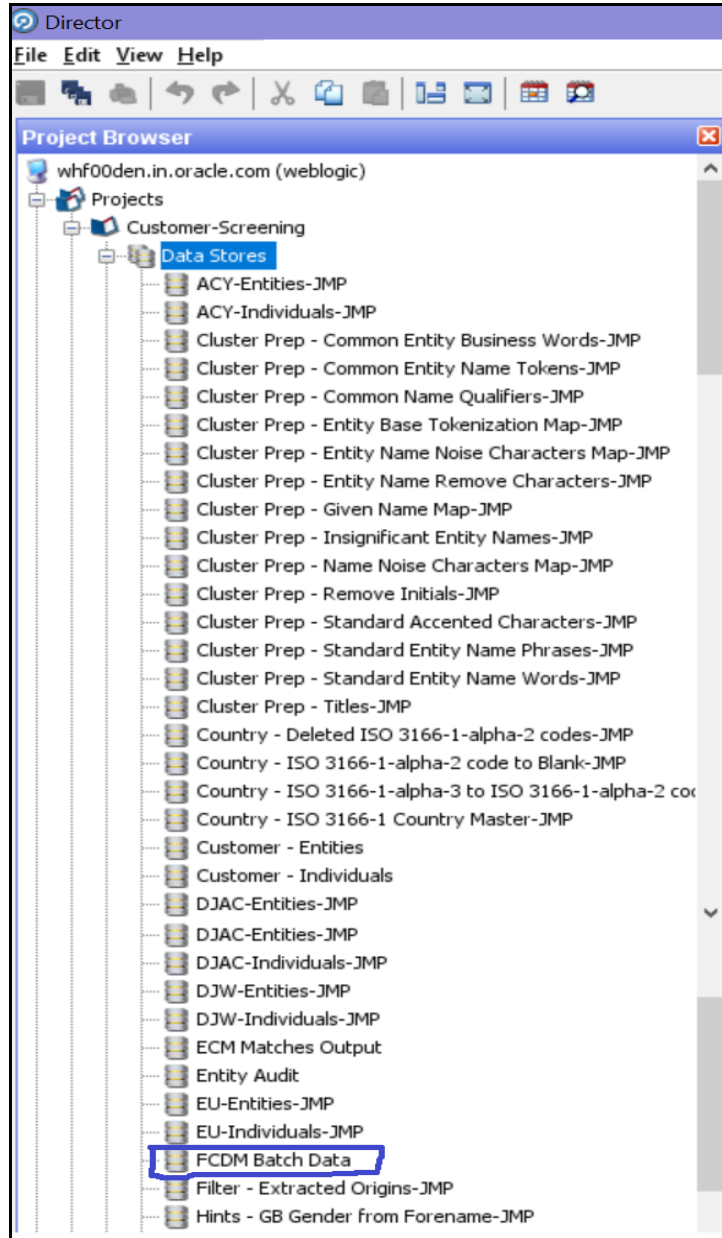 Director
File Edit View Help
Project Browser
whf00den.in.oracle.com (weblogic)
Projects
Customer-Screening
Data Stores
ACY-Entities-JMP
ACY-Individuals-JMP
Cluster Prep - Common Entity Business Words-JMP
Cluster Prep - Common Entity Name Tokens-JMP
Cluster Prep - Common Name Qualifiers-JMP
Cluster Prep - Entity Base Tokenization Map-JMP
Cluster Prep - Entity Name Noise Characters Map-JMP
Cluster Prep - Entity Name Remove Characters-JMP
Cluster Prep - Given Name Map-JMP
Cluster Prep - Insignificant Entity Names-JMP
Cluster Prep - Name Noise Characters Map-JMP
Cluster Prep - Remove Initials-JMP
Cluster Prep - Standard Accented Characters-JMP
Cluster Prep - Standard Entity Name Phrases-JMP
Cluster Prep - Standard Entity Name Words-JMP
Cluster Prep - Titles-JMP
Country - Deleted ISO 3166-1-alpha-2 codes-JMP
Country - ISO 3166-1-alpha-2 code to Blank-JMP
Country - ISO 3166-1-alpha-3 to ISO 3166-1-alpha-2 co
Country - ISO 3166-1 Country Master-JMP
Customer - Entities
Customer - Individuals
DJAC-Entities-JMP
DJAC-Entities-JMP
DJAC-Individuals-JMP
DJW-Entities-JMP
DJW-Individuals-JMP
ECM Matches Output
Entity Audit
EU-Entities-JMP
EU-Individuals-JMP
FCDM Batch Data
Filter - Extracted Origins-JMP
Hints - GB Gender from Forename-JMP